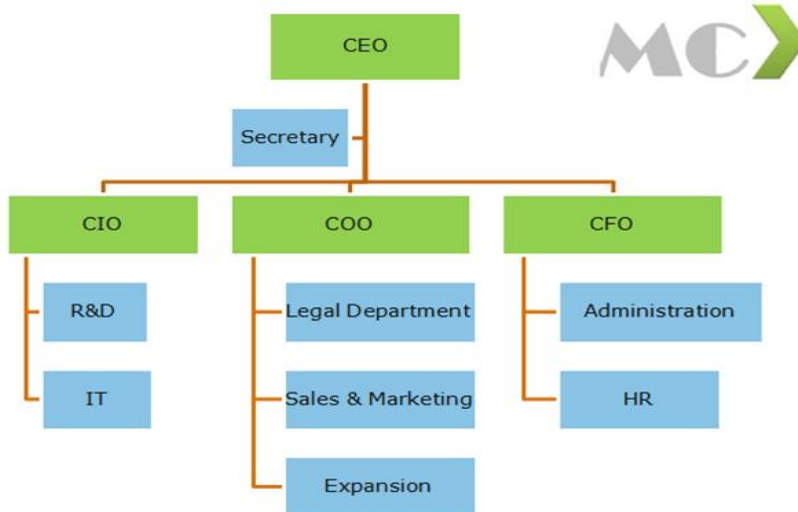 CEO
MC
Secretary
CIO
COO
CFO
R&D
Legal Department
Administration
IT
Sales & Marketing
HR
Expansion